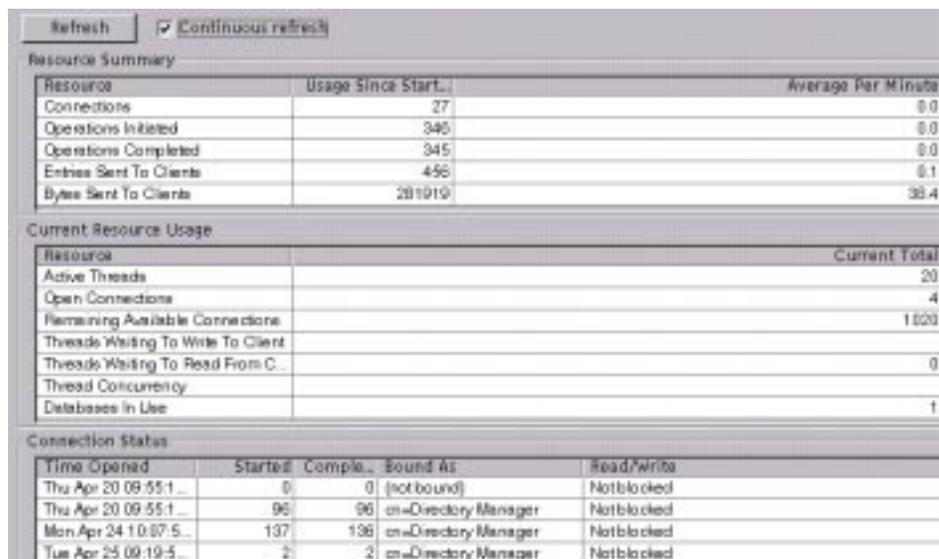 Refresh Continuous refresh
Resource Summary
Resource Usage Since Start... Average Per Minute
Connections 27 0.0
Operations Initiated 346 0.0
Operations Completed 345 0.0
Entries Sent To Clients 456 0.1
Bytes Sent To Clients 281919 38.4
Current Resource Usage
Resource Current Total
Active Threads 20
Open Connections 4
Remaining Available Connections 1020
Threads Waiting To Write To Client
Threads Waiting To Read From C... 0
Thread Concurrency
Databases In Use 1
Connection Status
Time Opened Started Comple... Bound As Read/Write
Thu Apr 20 09:55:1... 0 0 (not bound) Not blocked
Thu Apr 20 09:55:1... 96 96 cn=Directory Manager Not blocked
Mon Apr 24 10:07:5... 137 136 cn=Directory Manager Not blocked
Tue Apr 25 09:19:5... 2 2 cn=Directory Manager Not blocked